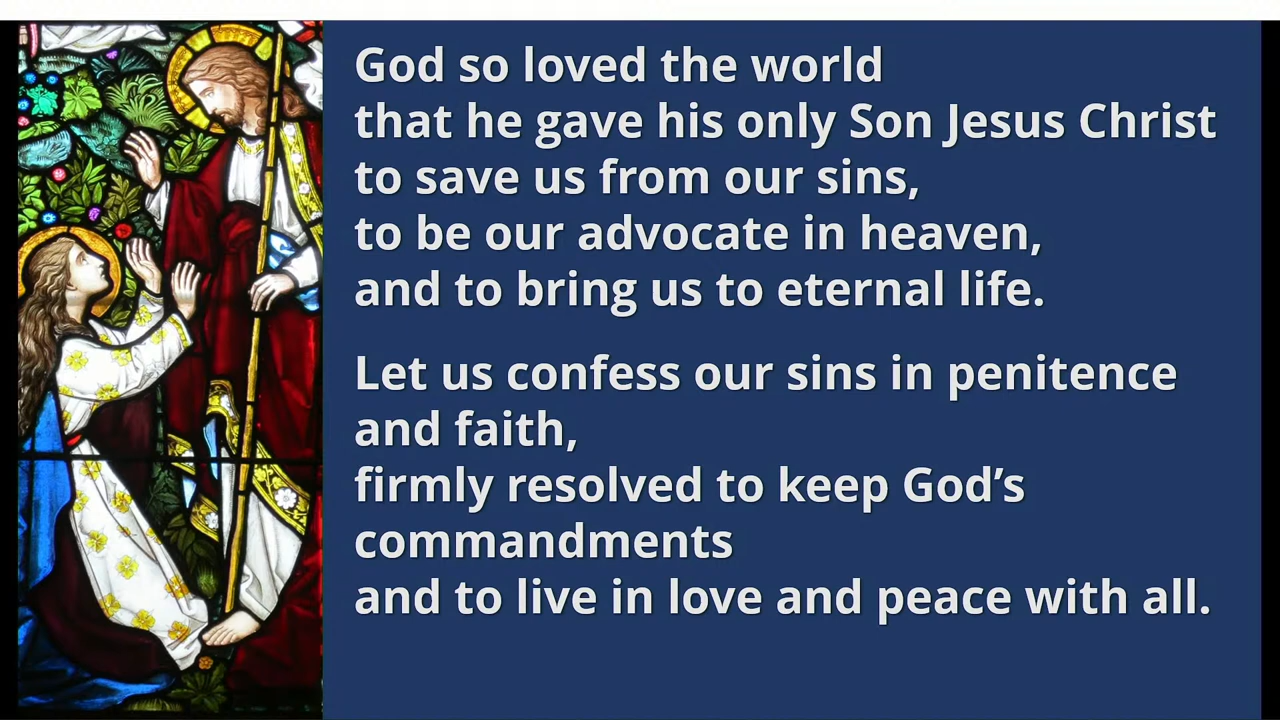 God so loved the world
that he gave his only Son Jesus Christ
to save us from our sins,
to be our advocate in heaven,
and to bring us to eternal life.
Let us confess our sins in penitence
and faith,
firmly resolved to keep God’s
commandments
and to live in love and peace with all.